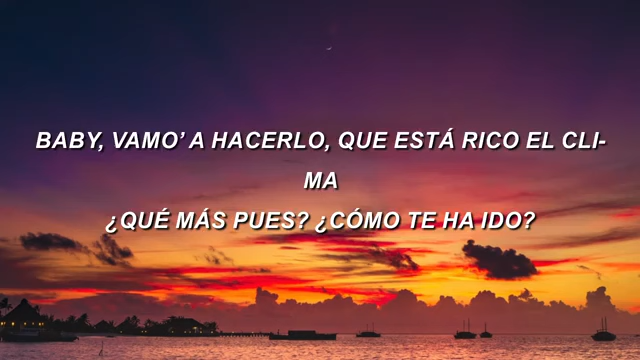 BABY, VAMO' A HACERLO, QUE ESTÁ RICO EL CLI-
MA
¿QUÉ MÁS PUES? ¿CÓMO TE HA IDO?